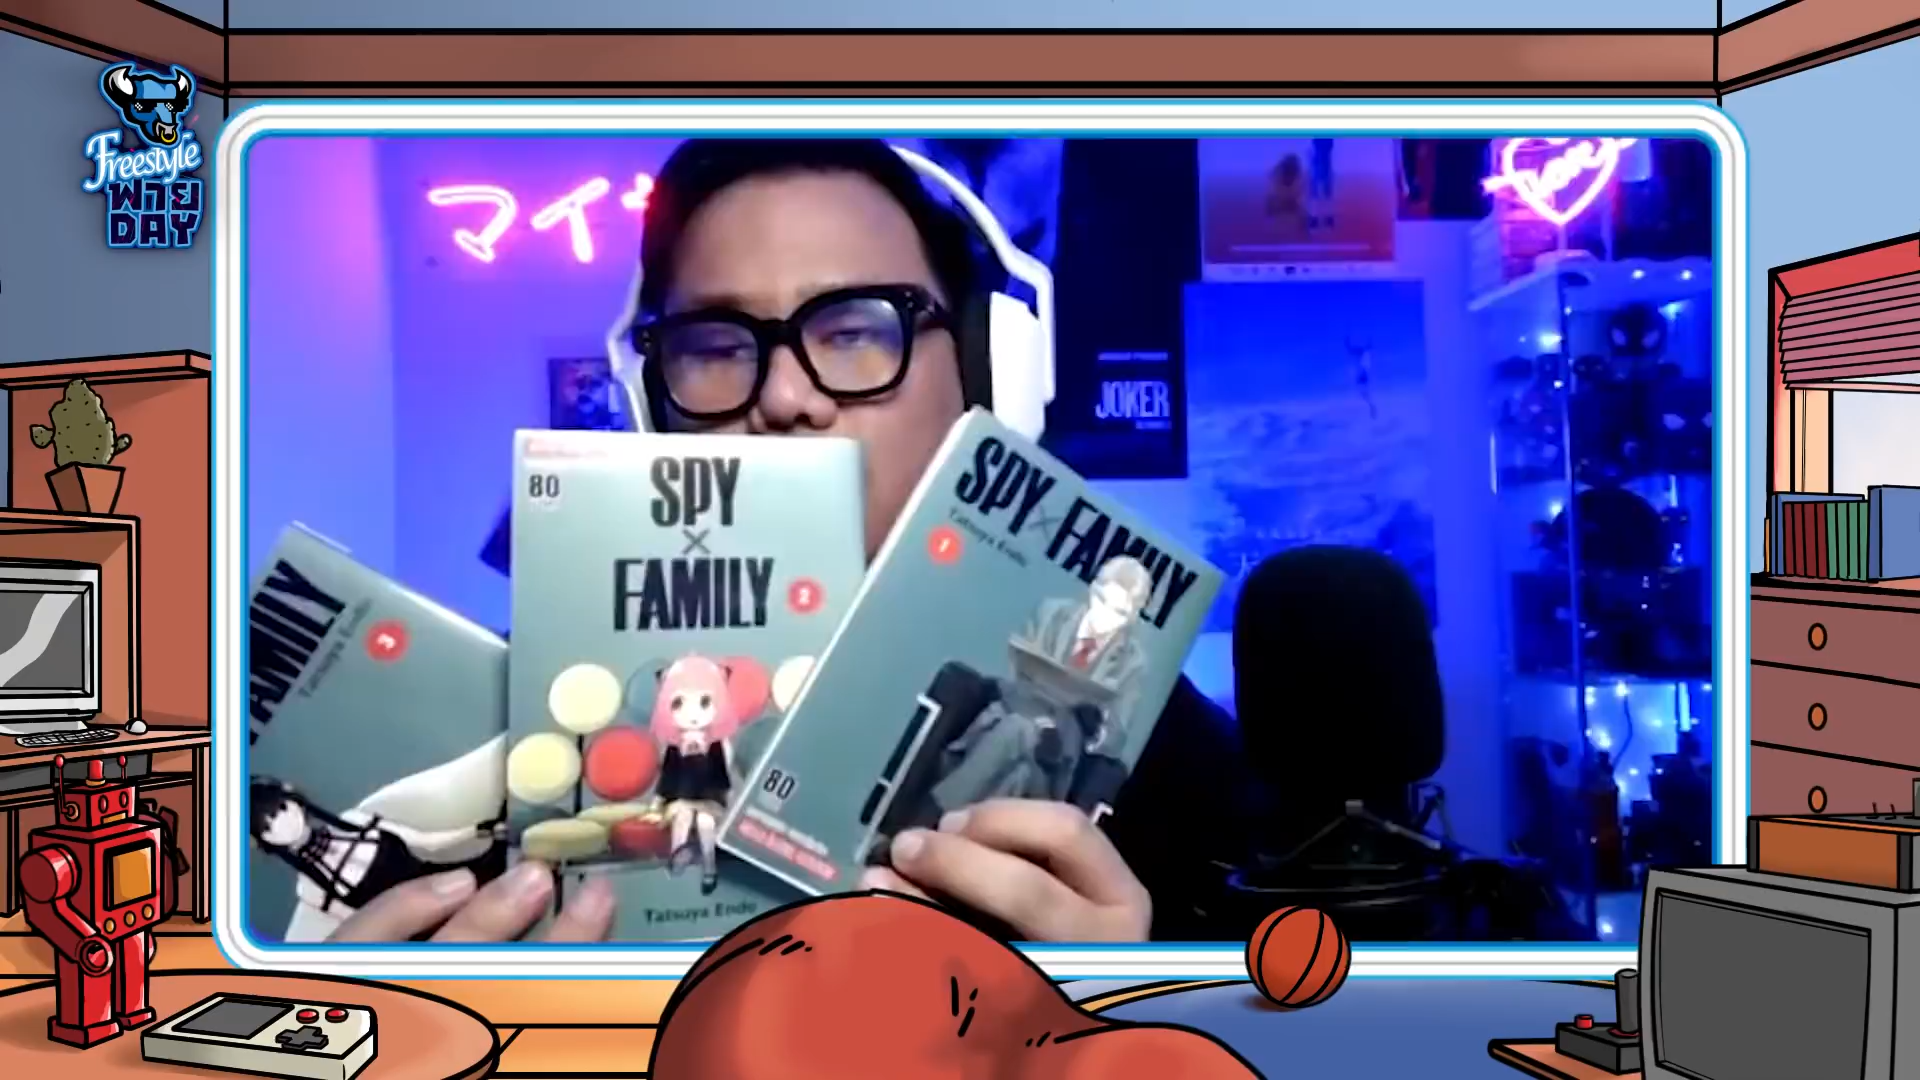 Freestyle
ฟาย
DAY
マイ
JOKER
80
SPY
×
FAMILY
2
Tatsuya Endo
SPY×FAMILY
Tatsuya Endo
1
80
FAMILY
Tatsuya Endo
3